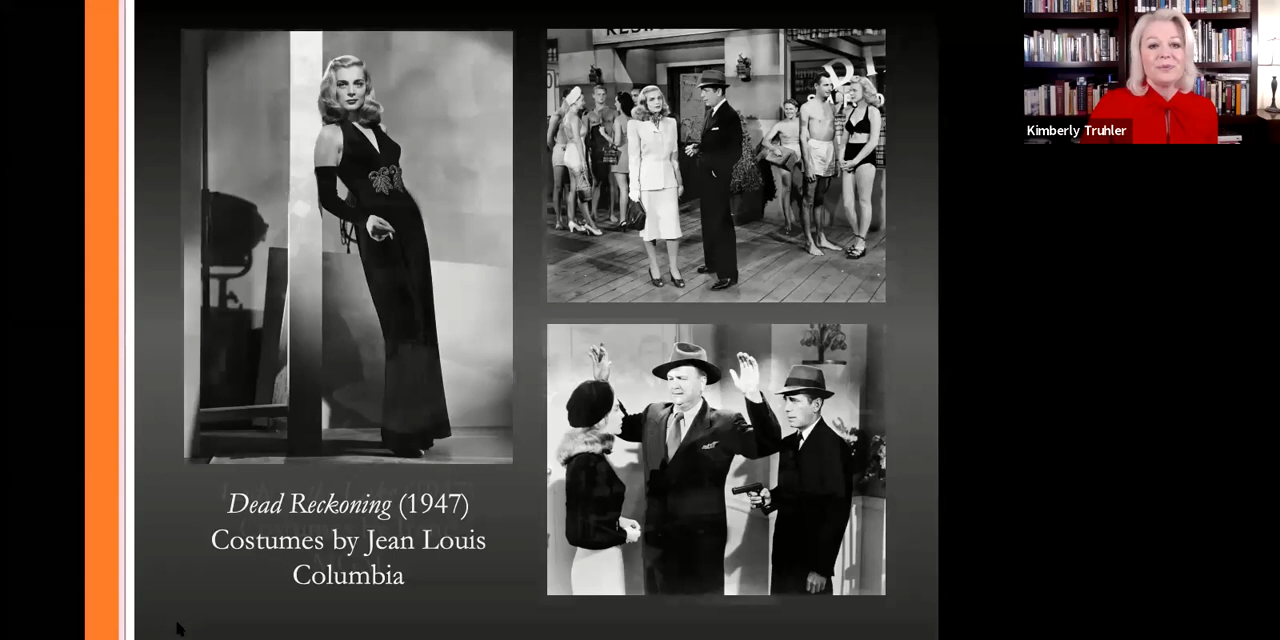 Kimberly Truhler
Dead Reckoning (1947)
Costumes by Jean Louis
Columbia